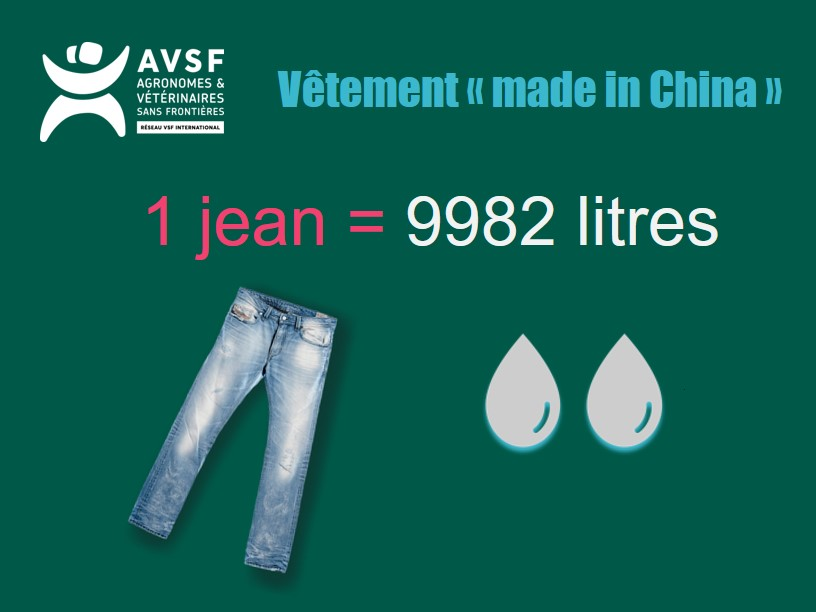 AVSF
AGRONOMES &
VÉTÉRINAIRES
SANS FRONTIÈRES
RÉSEAU VSF INTERNATIONAL
Vêtement « made in China »
1 jean = 9982 litres